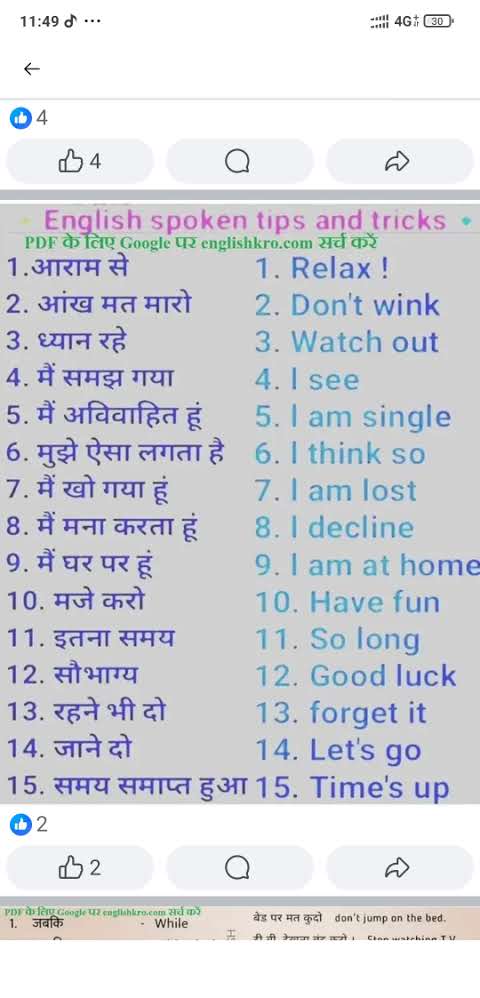 11:49
4G 30
4
4
English spoken tips and tricks
PDF के लिए Google पर englishkro.com सर्च करें
1.आराम से 1. Relax !
2. आंख मत मारो 2. Don't wink
3. ध्यान रहे 3. Watch out
4. मैं समझ गया 4. I see
5. मैं अविवाहित हूं 5. I am single
6. मुझे ऐसा लगता है 6. I think so
7. मैं खो गया हूं 7. I am lost
8. मैं मना करता हूं 8. I decline
9. मैं घर पर हूं 9. I am at home
10. मजे करो 10. Have fun
11. इतना समय 11. So long
12. सौभाग्य 12. Good luck
13. रहने भी दो 13. forget it
14. जाने दो 14. Let's go
15. समय समाप्त हुआ 15. Time's up
2
2
PDF के लिए Google पर englishkro.com सर्च करें
1. जबकि - While बेड पर मत कुदो don't jump on the bed.